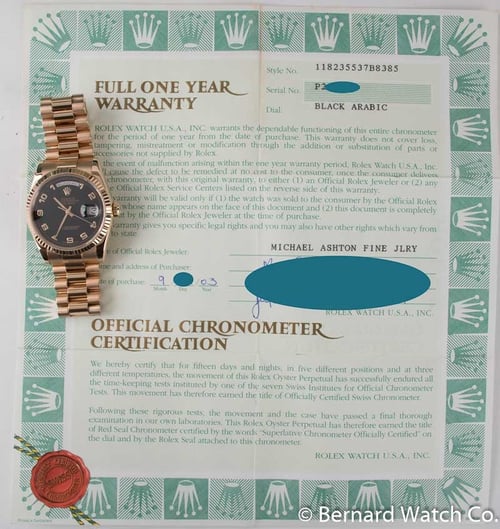 Style No. 118235537B8385
FULL ONE YEAR
WARRANTY
Serial No. P2
Dial: BLACK ARABIC
ROLEX WATCH U.S.A., INC. warrants the dependable functioning of this entire chronometer
for the period of one year from the date of purchase. This warranty does not cover loss,
tampering, mistreatment or modification through the addition or substitution of parts or
accessories not supplied by Rolex.
the event of malfunction arising within the one year warranty period, Rolex Watch U.S.A., Inc.
cause the defect to be remedied at no cost to the consumer, once the consumer delivers
chronometer, with the original warranty, to either (1) an Official Rolex Jeweler or (2) any
Official Rolex Service Centers listed on the reverse side of this warranty.
warranty will be valid only if (1) the watch was sold to the consumer by the Official Rolex
whose name appears on the face of this document and (2) this document is completely
by the Official Rolex Jeweler at the time of purchase.
warranty gives you specific legal rights and you may also have other rights which vary from
to state
of Official Rolex Jeweler: MICHAEL ASHTON FINE JLRY
and address of Purchaser:
of purchase: 9 03
Month Day Year
ROLEX WATCH U.S.A., INC.
OFFICIAL CHRONOMETER
CERTIFICATION
We hereby certify that for fifteen days and nights, in five different positions and at three
different temperatures, the movement of this Rolex Oyster Perpetual has successfully endured all
the time-keeping tests instituted by one of the seven Swiss Institutes for Official Chronometer
Tests. This movement has therefore earned the title of Officially Certified Swiss Chronometer.
Following these rigorous tests, the movement and the case have passed a final thorough
examination in our own laboratories. This Rolex Oyster Perpetual has therefore earned the title
of Red Seal Chronometer certified by the words "Superlative Chronometer Officially Certified" on
the dial and by the Rolex Seal attached to this chronometer.
ROLEX WATCH U.S.A., INC.
© Bernard Watch Co.